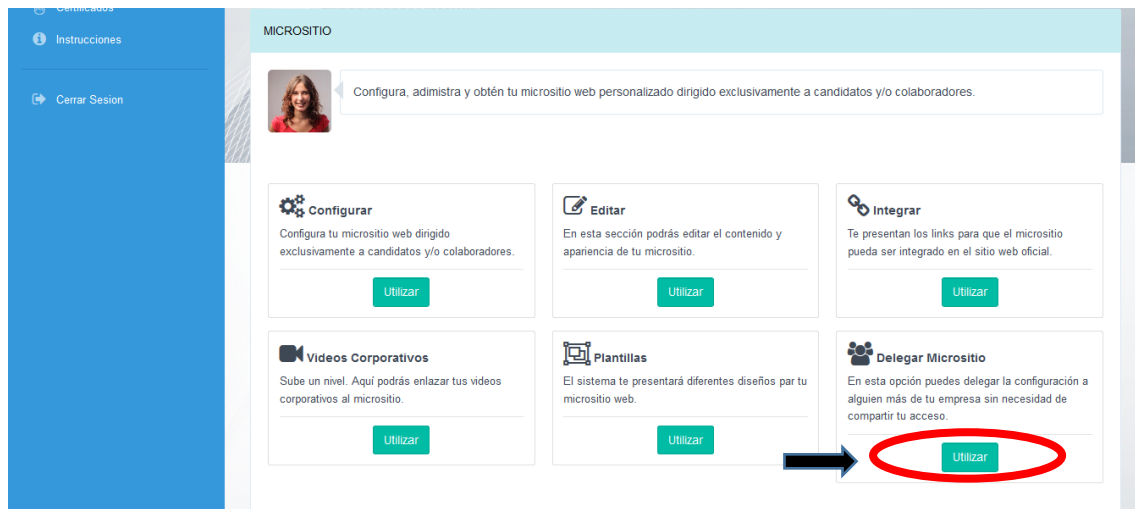 Certificados
Instrucciones
Cerrar Sesion
MICROSITIO
Configura, adimistra y obtén tu micrositio web personalizado dirigido exclusivamente a candidatos y/o colaboradores.
Configurar
Configura tu micrositio web dirigido
exclusivamente a candidatos y/o colaboradores.
Utilizar
Editar
En esta sección podrás editar el contenido y
apariencia de tu micrositio.
Utilizar
Integrar
Te presentan los links para que el micrositio
pueda ser integrado en el sitio web oficial.
Utilizar
Videos Corporativos
Sube un nivel. Aquí podrás enlazar tus videos
corporativos al micrositio.
Utilizar
Plantillas
El sistema te presentará diferentes diseños par tu
micrositio web.
Utilizar
Delegar Micrositio
En esta opción puedes delegar la configuración a
alguien más de tu empresa sin necesidad de
compartir tu acceso.
Utilizar